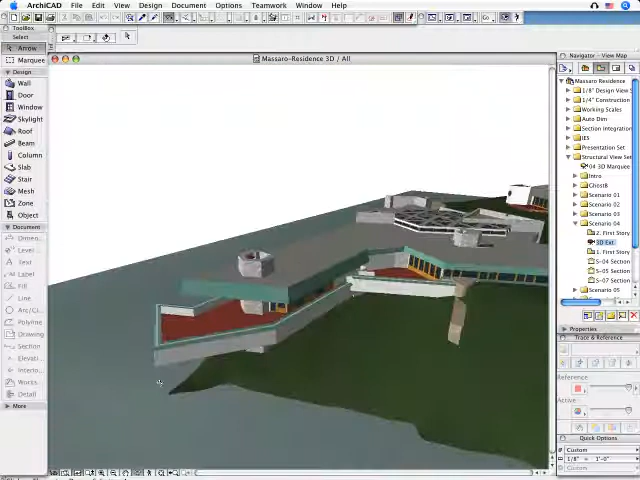 ArchiCAD File Edit View Design Document Options Teamwork Window Help
ToolBox
Select
Arrow
Marquee
Design
Wall
Door
Window
Skylight
Roof
Beam
Column
Slab
Stair
Mesh
Zone
Object
Document
Dimen...
Level ...
Text
Label
Fill
Line
Arc/Ci...
Polyline
Drawing
Section
Elevati...
Interio...
Works...
Detail
More
Massaro-Residence 3D / All
Navigator - View Map
Massaro Residence
1/8" Design View S
1/4" Construction
Working Scales
Auto Dim
Section Integration
IES
Presentation Set
Structural View Set
04 3D Marquee
Intro
GhostB
Scenario 01
Scenario 02
Scenario 03
Scenario 04
2. First Story
3D Ext
1. First Story
S-04 Section
S-05 Section
S-07 Section
Scenario 05
Properties
Trace & Reference
Reference:
Active:
Quick Options
Custom
1/8" = 1'-0"
Custom